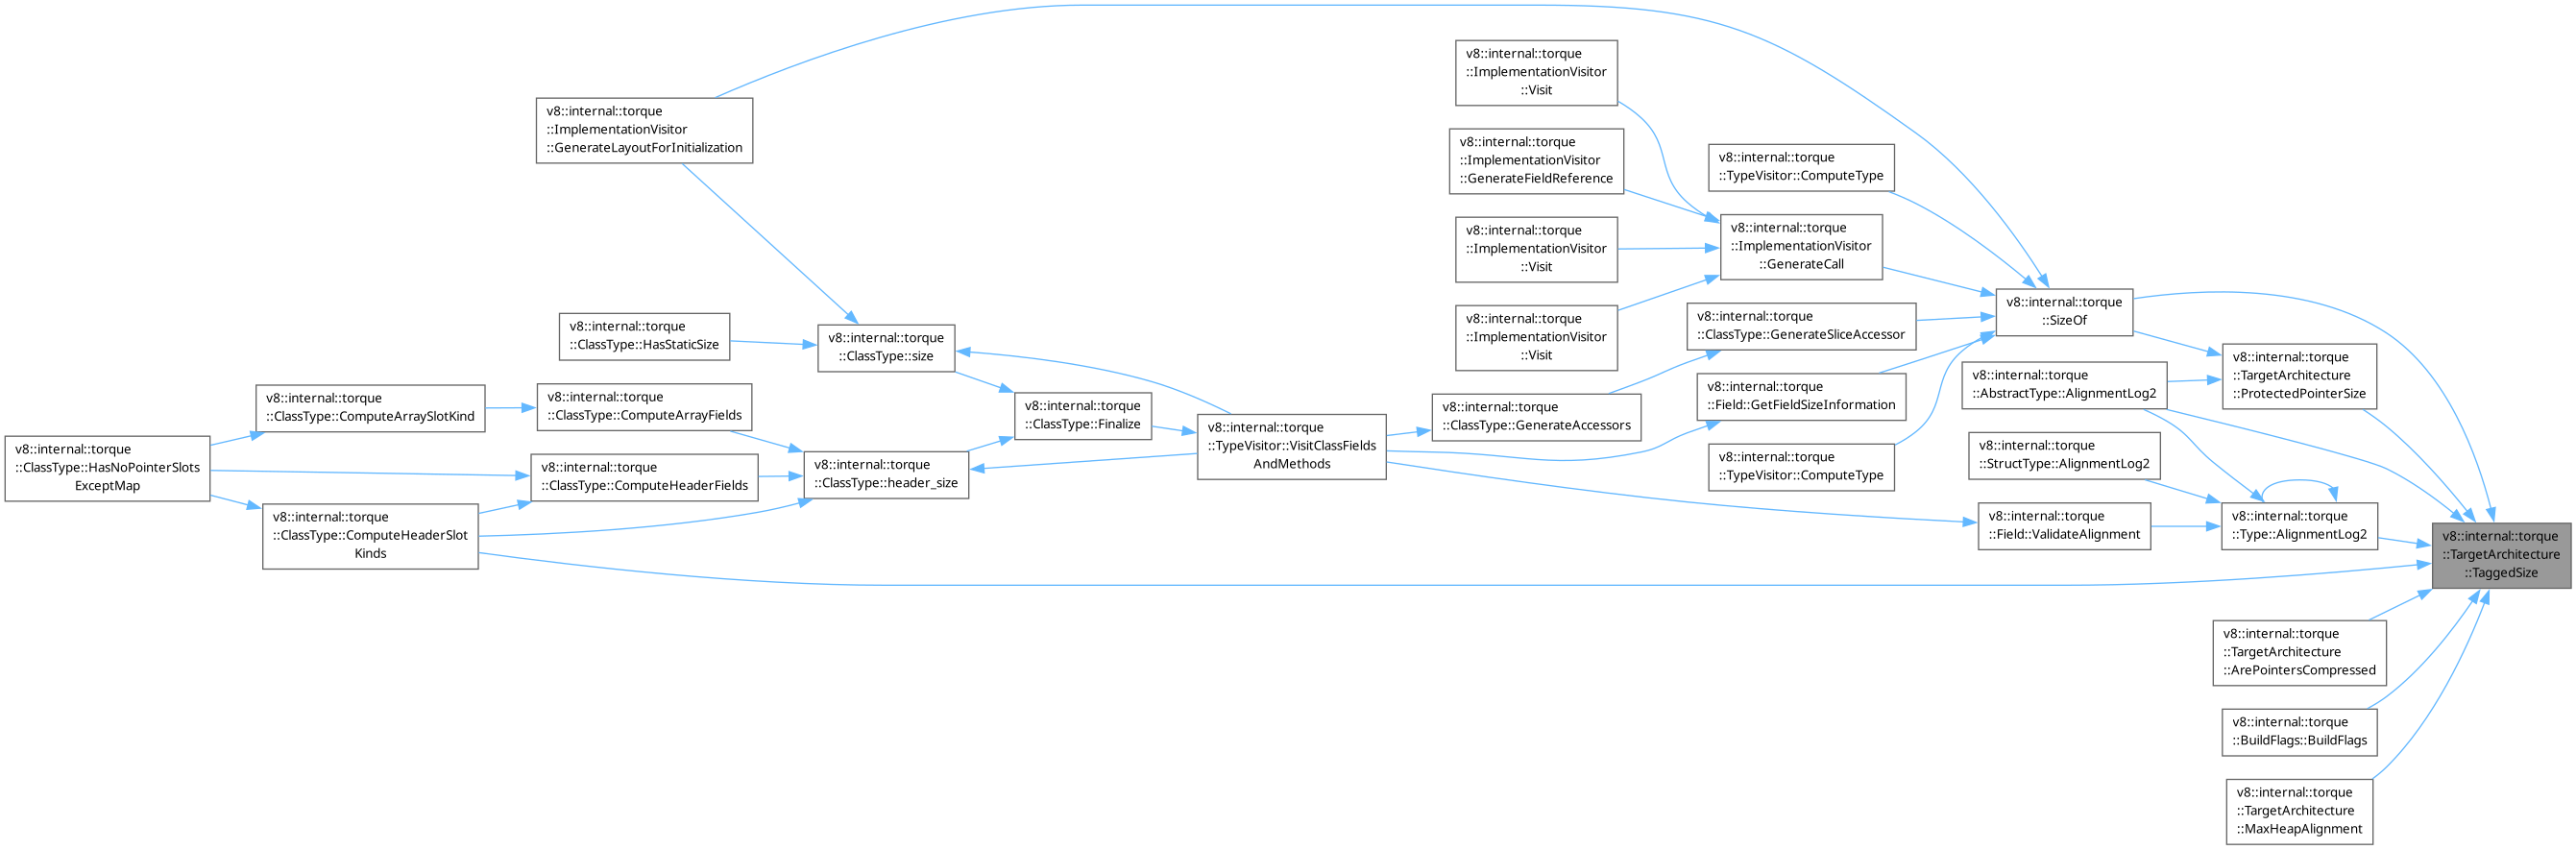 v8::internal::torque
::ImplementationVisitor
::Visit
v8::internal::torque
::ImplementationVisitor
::GenerateLayoutForInitialization
v8::internal::torque
::ImplementationVisitor
::GenerateFieldReference
v8::internal::torque
::TypeVisitor::ComputeType
v8::internal::torque
::ImplementationVisitor
::Visit
v8::internal::torque
::ImplementationVisitor
::GenerateCall
v8::internal::torque
::SizeOf
v8::internal::torque
::ImplementationVisitor
::Visit
v8::internal::torque
::ClassType::GenerateSliceAccessor
v8::internal::torque
::ClassType::HasStaticSize
v8::internal::torque
::ClassType::size
v8::internal::torque
::TargetArchitecture
::ProtectedPointerSize
v8::internal::torque
::AbstractType::AlignmentLog2
v8::internal::torque
::Field::GetFieldSizeInformation
v8::internal::torque
::ClassType::ComputeArraySlotKind
v8::internal::torque
::ClassType::ComputeArrayFields
v8::internal::torque
::ClassType::Finalize
v8::internal::torque
::ClassType::GenerateAccessors
v8::internal::torque
::TypeVisitor::VisitClassFields
AndMethods
v8::internal::torque
::StructType::AlignmentLog2
v8::internal::torque
::ClassType::HasNoPointerSlots
ExceptMap
v8::internal::torque
::ClassType::ComputeHeaderFields
v8::internal::torque
::ClassType::header_size
v8::internal::torque
::TypeVisitor::ComputeType
v8::internal::torque
::ClassType::ComputeHeaderSlot
Kinds
v8::internal::torque
::Field::ValidateAlignment
v8::internal::torque
::Type::AlignmentLog2
v8::internal::torque
::TargetArchitecture
::TaggedSize
v8::internal::torque
::TargetArchitecture
::ArePointersCompressed
v8::internal::torque
::BuildFlags::BuildFlags
v8::internal::torque
::TargetArchitecture
::MaxHeapAlignment